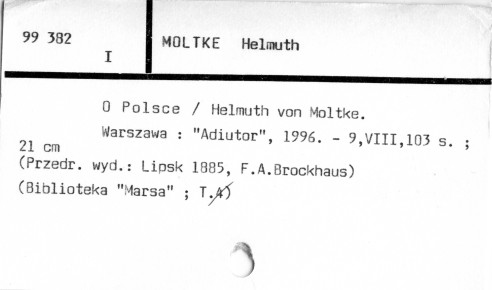 99 382
I
MOLTKE Helmuth
O Polsce / Helmuth von Moltke.
Warszawa : "Adiutor", 1996. - 9,VIII,103 s. ;
21 cm
(Przedr. wyd.: Lipsk 1885, F.A.Brockhaus)
(Biblioteka "Marsa" ; T.4)